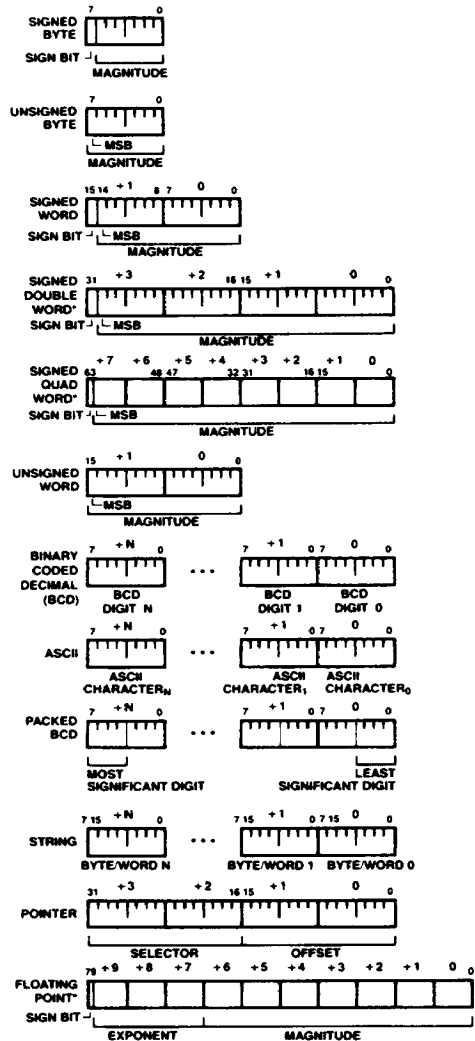 SIGNED BYTE
7 0
SIGN BIT
MAGNITUDE
UNSIGNED BYTE
7 0
MSB
MAGNITUDE
SIGNED WORD
15 14 +1 8 7 0 0
SIGN BIT
MSB
MAGNITUDE
SIGNED DOUBLE WORD*
31 +3 +2 16 15 +1 0 0
SIGN BIT
MSB
MAGNITUDE
SIGNED QUAD WORD*
+7 +6 +5 +4 +3 +2 +1 0
63 48 47 32 31 16 15 0
SIGN BIT
MSB
MAGNITUDE
UNSIGNED WORD
15 +1 0 0
MSB
MAGNITUDE
BINARY CODED DECIMAL (BCD)
7 +N 0 ... 7 +1 0 7 0 0
BCD DIGIT N
BCD DIGIT 1
BCD DIGIT 0
ASCII
7 +N 0 ... 7 +1 0 7 0 0
ASCII CHARACTERN
ASCII CHARACTER1
ASCII CHARACTER0
PACKED BCD
7 +N 0 ... 7 +1 0 7 0 0
MOST SIGNIFICANT DIGIT
LEAST SIGNIFICANT DIGIT
STRING
7 15 +N 0 ... 7 15 +1 0 7 15 0 0
BYTE/WORD N
BYTE/WORD 1
BYTE/WORD 0
POINTER
31 +3 +2 16 15 +1 0 0
SELECTOR
OFFSET
FLOATING POINT*
79 +9 +8 +7 +6 +5 +4 +3 +2 +1 0 0
SIGN BIT
EXPONENT
MAGNITUDE